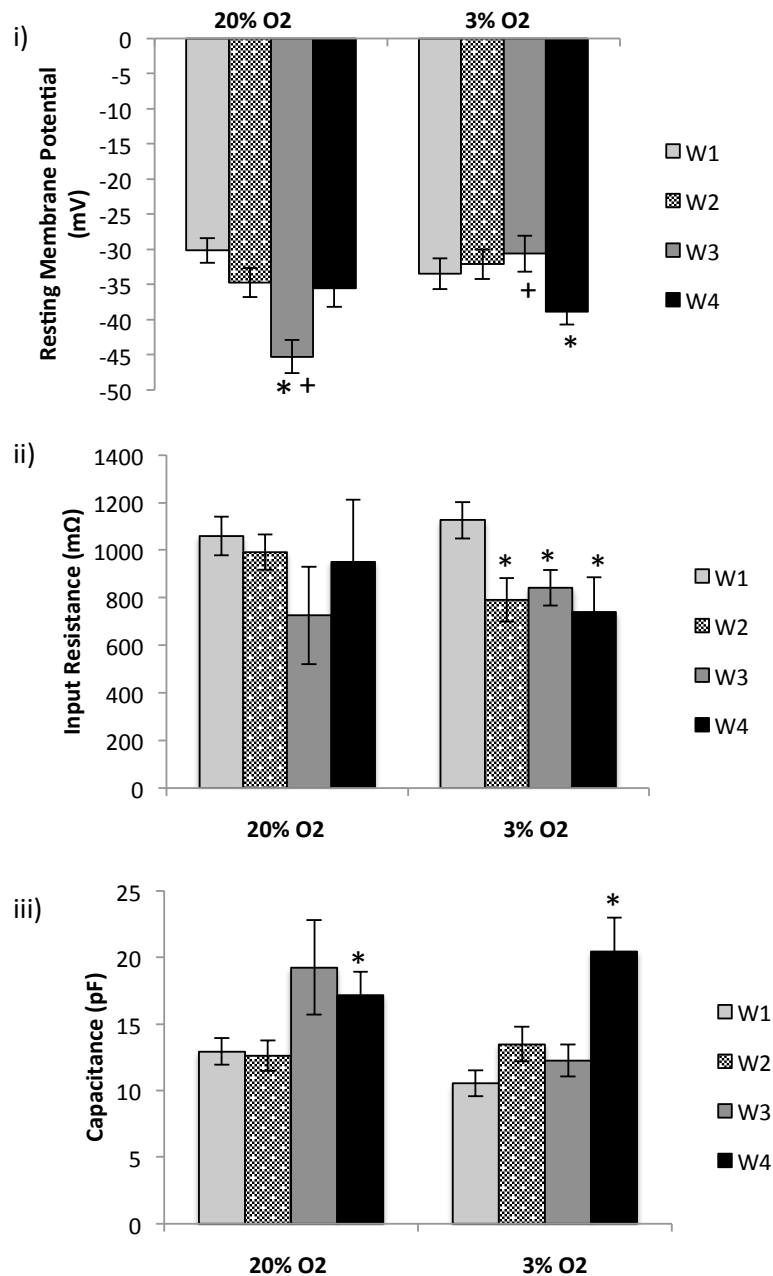 i)
20% O2 3% O2
0
-5
-10
-15
-20
-25
-30
-35
-40
-45
-50
Resting Membrane Potential
(mV)
+
*
* +
W1
W2
W3
W4
ii)
1400
1200
1000
800
600
400
200
0
Input Resistance (mΩ)
* * *
20% O2 3% O2
W1
W2
W3
W4
iii)
25
20
15
10
5
0
Capacitance (pF)
* *
20% O2 3% O2
W1
W2
W3
W4